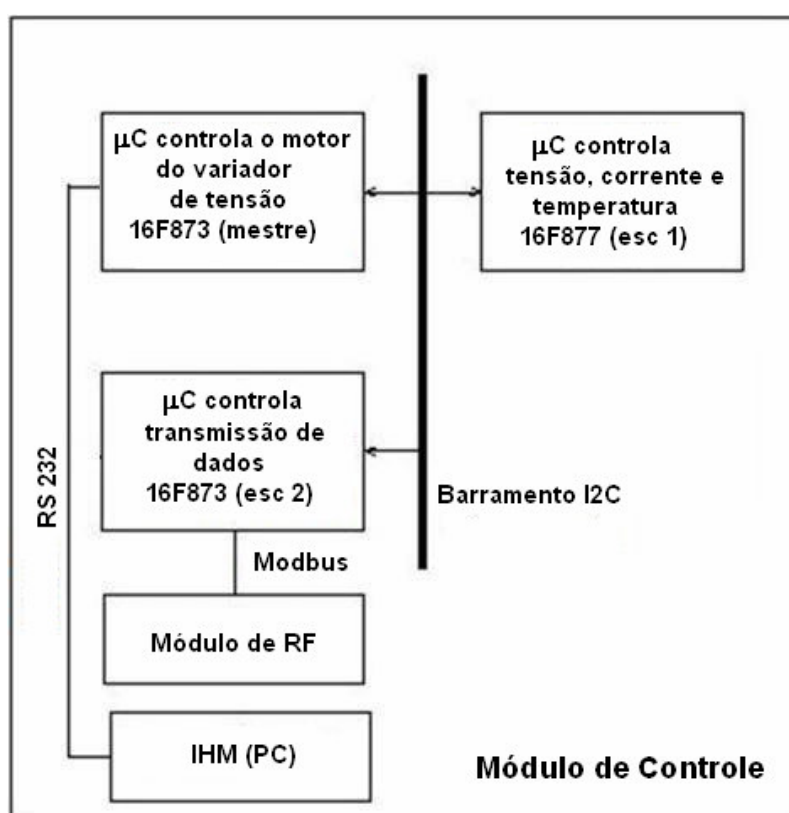 μC controla o motor
do variador
de tensão
16F873 (mestre)
μC controla
tensão, corrente e
temperatura
16F877 (esc 1)
μC controla
transmissão de
dados
16F873 (esc 2)
RS 232
Barramento I2C
Modbus
Módulo de RF
IHM (PC)
Módulo de Controle